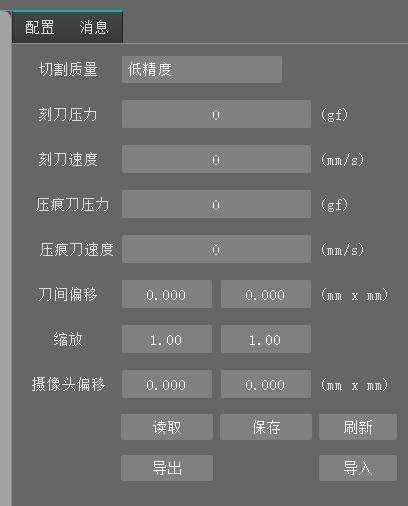 配置 消息
切割质量 低精度
刻刀压力 0 (gf)
刻刀速度 0 (mm/s)
压痕刀压力 0 (gf)
压痕刀速度 0 (mm/s)
刀间偏移 0.000 0.000 (mm x mm)
缩放 1.00 1.00
摄像头偏移 0.000 0.000 (mm x mm)
读取 保存 刷新
导出 导入